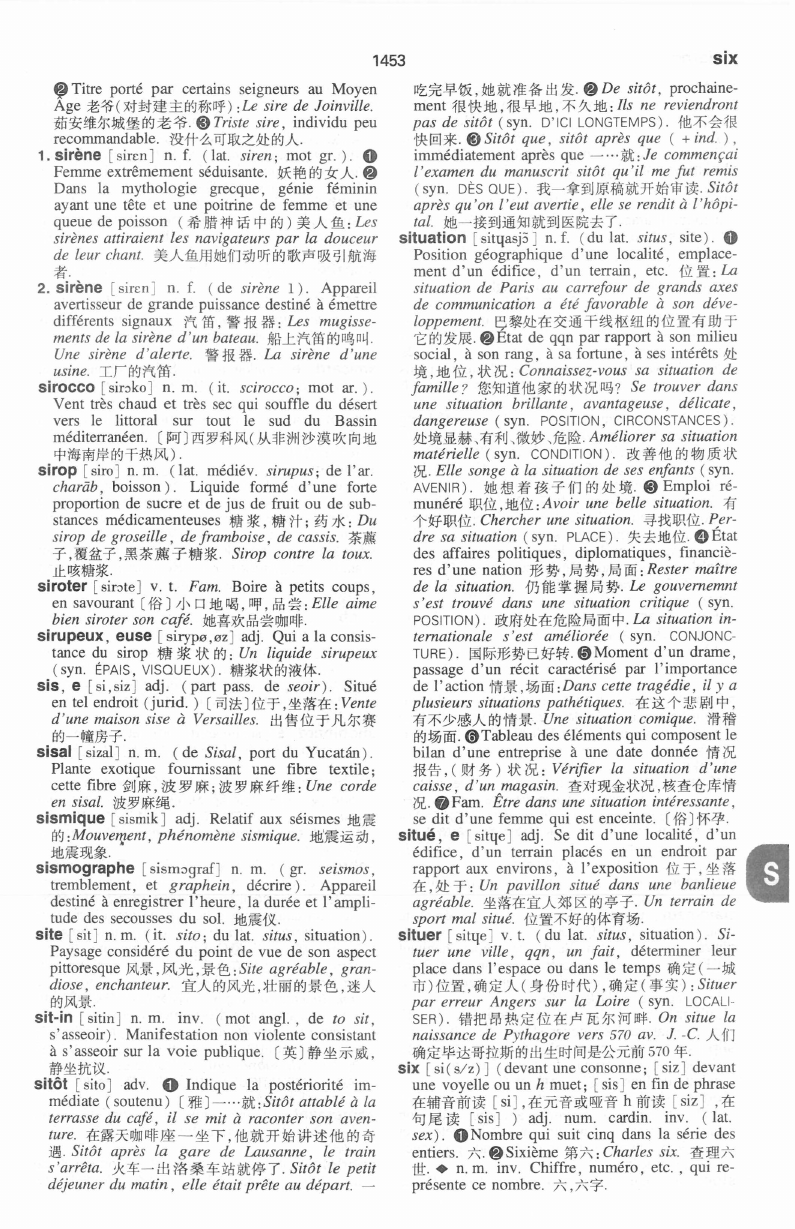 1453
six
❷ Titre porté par certains seigneurs au Moyen
Âge 老爷(对封建主的称呼):Le sire de Joinville.
茹安维尔城堡的老爷. ❸ Triste sire, individu peu
recommandable. 没什么可取之处的人.
1. sirène [sirɛn] n. f. (lat. siren; mot gr.). ❶
Femme extrêmement séduisante. 妖艳的女人. ❷
Dans la mythologie grecque, génie féminin
ayant une tête et une poitrine de femme et une
queue de poisson (希腊神话中的)美人鱼: Les
sirènes attiraient les navigateurs par la douceur
de leur chant. 美人鱼用她们动听的歌声吸引航海
者.
2. sirène [sirɛn] n. f. (de sirène 1). Appareil
avertisseur de grande puissance destiné à émettre
différents signaux 汽笛,警报器: Les mugisse-
ments de la sirène d'un bateau. 船上汽笛的鸣叫.
Une sirène d'alerte. 警报器. La sirène d'une
usine. 工厂的汽笛.
sirocco [sirɔko] n. m. (it. scirocco; mot ar.).
Vent très chaud et très sec qui souffle du désert
vers le littoral sur tout le sud du Bassin
méditerranéen. [阿]西罗科风(从非洲沙漠吹向地
中海南岸的干热风).
sirop [siro] n. m. (lat. médiév. sirupus; de l'ar.
charāb, boisson). Liquide formé d'une forte
proportion de sucre et de jus de fruit ou de sub-
stances médicamenteuses 糖浆,糖汁;药水: Du
sirop de groseille, de framboise, de cassis. 茶藨
子,覆盆子,黑茶藨子糖浆. Sirop contre la toux.
止咳糖浆.
siroter [sirɔte] v. t. Fam. Boire à petits coups,
en savourant [俗]小口地喝,呷,品尝: Elle aime
bien siroter son café. 她喜欢品尝咖啡.
sirupeux, euse [sirypø,øz] adj. Qui a la consis-
tance du sirop 糖浆状的: Un liquide sirupeux
(syn. ÉPAIS, VISQUEUX). 糖浆状的液体.
sis, e [si,siz] adj. (part pass. de seoir). Situé
en tel endroit (jurid.) [司法]位于,坐落在: Vente
d'une maison sise à Versailles. 出售位于凡尔赛
的一幢房子.
sisal [sizal] n. m. (de Sisal, port du Yucatán).
Plante exotique fournissant une fibre textile;
cette fibre 剑麻,波罗麻;波罗麻纤维: Une corde
en sisal. 波罗麻绳.
sismique [sismik] adj. Relatif aux séismes 地震
的: Mouvement, phénomène sismique. 地震运动,
地震现象.
sismographe [sismɔgraf] n. m. (gr. seismos,
tremblement, et graphein, décrire). Appareil
destiné à enregistrer l'heure, la durée et l'ampli-
tude des secousses du sol. 地震仪.
site [sit] n. m. (it. sito; du lat. situs, situation).
Paysage considéré du point de vue de son aspect
pittoresque 风景,风光,景色: Site agréable, gran-
diose, enchanteur. 宜人的风光,壮丽的景色,迷人
的风景.
sit-in [sitin] n. m. inv. (mot angl., de to sit,
s'asseoir). Manifestation non violente consistant
à s'asseoir sur la voie publique. [英]静坐示威,
静坐抗议.
sitôt [sito] adv. ❶ Indique la postériorité im-
médiate (soutenu) [雅]一⋯⋯就: Sitôt attablé à la
terrasse du café, il se mit à raconter son aven-
ture. 在露天咖啡座一坐下,他就开始讲述他的奇
遇. Sitôt après la gare de Lausanne, le train
s'arrêta. 火车一出洛桑车站就停了. Sitôt le petit
déjeuner du matin, elle était prête au départ. 一
吃完早饭,她就准备出发. ❷ De sitôt, prochaine-
ment 很快地,很早地,不久地: Ils ne reviendront
pas de sitôt (syn. D'ICI LONGTEMPS). 他不会很
快回来. ❸ Sitôt que, sitôt après que (+ ind.),
immédiatement après que 一⋯⋯就: Je commençai
l'examen du manuscrit sitôt qu'il me fut remis
(syn. DÈS QUE). 我一拿到原稿就开始审读. Sitôt
après qu'on l'eut avertie, elle se rendit à l'hôpi-
tal. 她一接到通知就到医院去了.
situation [sitɥasjɔ̃] n. f. (du lat. situs, site). ❶
Position géographique d'une localité, emplace-
ment d'un édifice, d'un terrain, etc. 位置: La
situation de Paris au carrefour de grands axes
de communication a été favorable à son déve-
loppement. 巴黎处在交通干线枢纽的位置有助于
它的发展. ❷ État de qqn par rapport à son milieu
social, à son rang, à sa fortune, à ses intérêts 处
境,地位,状况: Connaissez-vous sa situation de
famille? 您知道他家的状况吗? Se trouver dans
une situation brillante, avantageuse, délicate,
dangereuse (syn. POSITION, CIRCONSTANCES).
处境显赫、有利、微妙、危险. Améliorer sa situation
matérielle (syn. CONDITION). 改善他的物质状
况. Elle songe à la situation de ses enfants (syn.
AVENIR). 她想着孩子们的处境. ❸ Emploi ré-
munéré 职位,地位: Avoir une belle situation. 有
个好职位. Chercher une situation. 寻找职位. Per-
dre sa situation (syn. PLACE). 失去地位. ❹ État
des affaires politiques, diplomatiques, financiè-
res d'une nation 形势,局势,局面: Rester maître
de la situation. 仍能掌握局势. Le gouvernemnt
s'est trouvé dans une situation critique (syn.
POSITION). 政府处在危险局面中. La situation in-
ternationale s'est améliorée (syn. CONJONC-
TURE). 国际形势已好转. ❺ Moment d'un drame,
passage d'un récit caractérisé par l'importance
de l'action 情景,场面: Dans cette tragédie, il y a
plusieurs situations pathétiques. 在这个悲剧中,
有不少感人的情景. Une situation comique. 滑稽
的场面. ❻ Tableau des éléments qui composent le
bilan d'une entreprise à une date donnée 情况
报告,(财务)状况: Vérifier la situation d'une
caisse, d'un magasin. 查对现金状况,核查仓库情
况. ❼ Fam. Être dans une situation intéressante,
se dit d'une femme qui est enceinte. [俗]怀孕.
situé, e [sitɥe] adj. Se dit d'une localité, d'un
édifice, d'un terrain placés en un endroit par
rapport aux environs, à l'exposition 位于,坐落
在,处于: Un pavillon situé dans une banlieue
agréable. 坐落在宜人郊区的亭子. Un terrain de
sport mal situé. 位置不好的体育场.
situer [sitɥe] v. t. (du lat. situs, situation). Si-
tuer une ville, qqn, un fait, déterminer leur
place dans l'espace ou dans le temps 确定(一城
市)位置,确定人(身份时代),确定(事实): Situer
par erreur Angers sur la Loire (syn. LOCALI-
SER). 错把昂热定位在卢瓦尔河畔. On situe la
naissance de Pythagore vers 570 av. J.-C. 人们
确定毕达哥拉斯的出生时间是公元前570年.
six [si(s/z)] (devant une consonne; [siz] devant
une voyelle ou un h muet; [sis] en fin de phrase
在辅音前读[si],在元音或哑音h前读[siz],在
句尾读[sis]) adj. num. cardin. inv. (lat.
sex). ❶ Nombre qui suit cinq dans la série des
entiers. 六. ❷ Sixième 第六: Charles six. 查理六
世. ◆ n. m. inv. Chiffre, numéro, etc., qui re-
présente ce nombre. 六,六字.
S